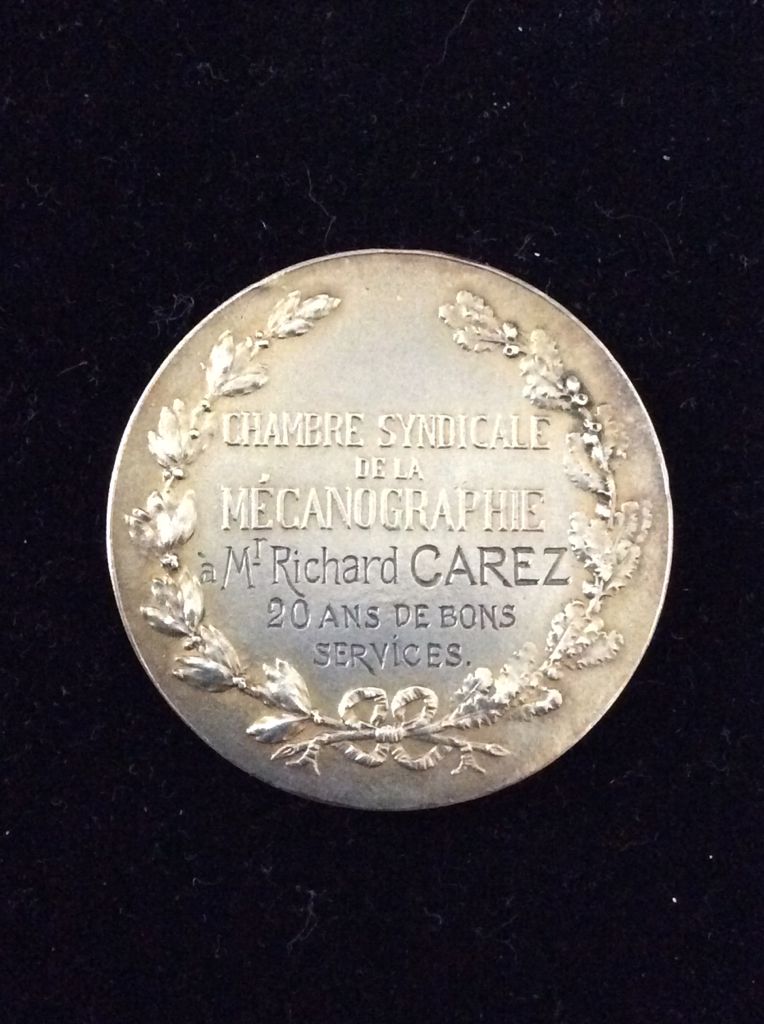 CHAMBRE SYNDICALE
DE LA
MÉCANOGRAPHIE
à Mr Richard CAREZ
20 ANS DE BONS
SERVICES.